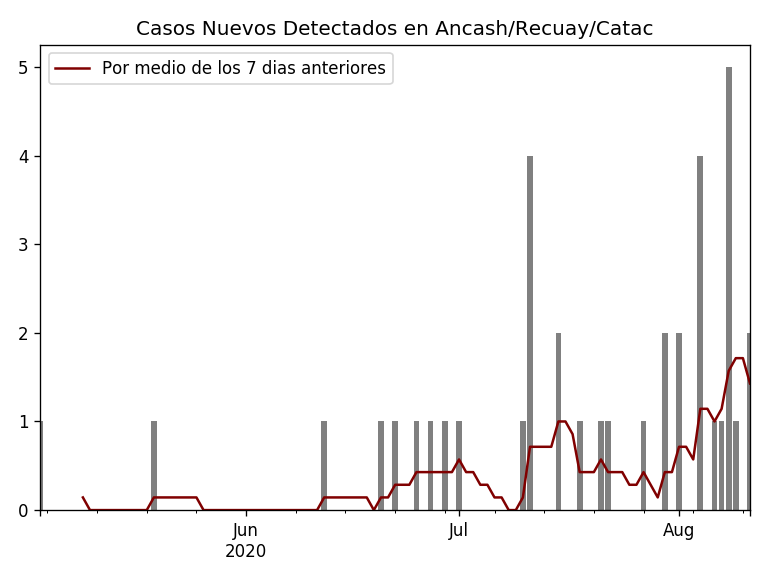 Casos Nuevos Detectados en Ancash/Recuay/Catac
Por medio de los 7 dias anteriores
5
4
3
2
1
0
Jun
2020
Jul
Aug